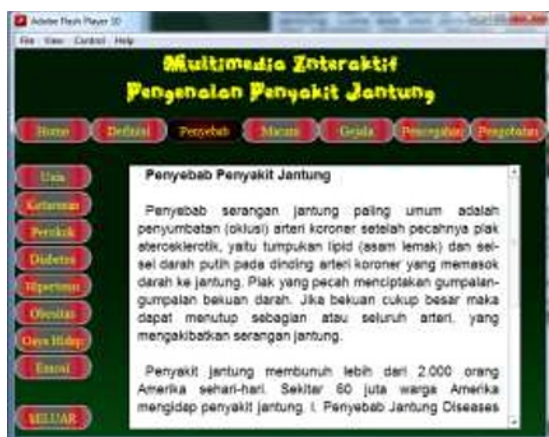 Adobe Flash Player 10
File View Control Help
Multimedia Interaktif
Pengenalan Penyakit Jantung
Home Definisi Penyebab Macam Gejala Pencegahan Pengobatan
Usia
Keturunan
Perokok
Diabetes
Hipertensi
Obesitas
Gaya Hidup
Emosi
KELUAR
Penyebab Penyakit Jantung
Penyebab serangan jantung paling umum adalah
penyumbatan (oklusi) arteri koroner setelah pecahnya plak
aterosklerotik, yaitu tumpukan lipid (asam lemak) dan sel-
sel darah putih pada dinding arteri koroner yang memasok
darah ke jantung. Plak yang pecah menciptakan gumpalan-
gumpalan bekuan darah. Jika bekuan cukup besar maka
dapat menutup sebagian atau seluruh arteri, yang
mengakibatkan serangan jantung.
Penyakit jantung membunuh lebih dari 2.000 orang
Amerika sehari-hari. Sekitar 60 juta warga Amerika
mengidap penyakit jantung. I. Penyebab Jantung Diseases